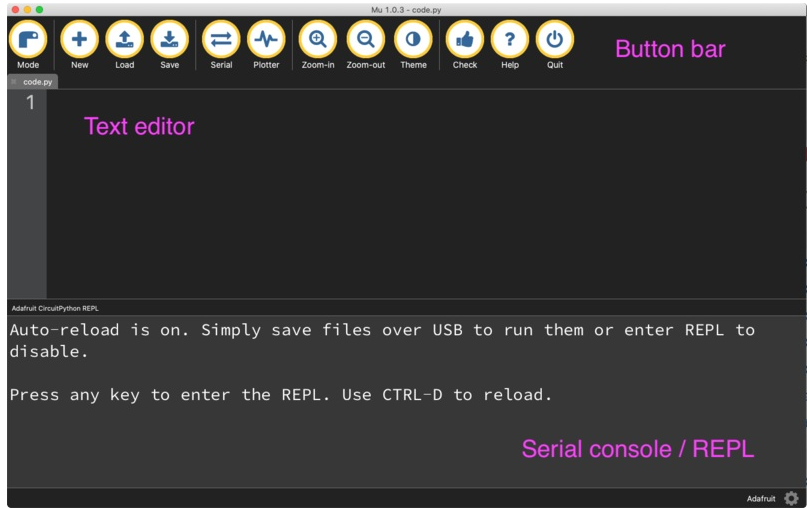 Mu 1.0.3 - code.py
Mode New Load Save Serial Plotter Zoom-in Zoom-out Theme Check Help Quit
Button bar
code.py
1
Text editor
Adafruit CircuitPython REPL
Auto-reload is on. Simply save files over USB to run them or enter REPL to
disable.
Press any key to enter the REPL. Use CTRL-D to reload.
Serial console / REPL
Adafruit